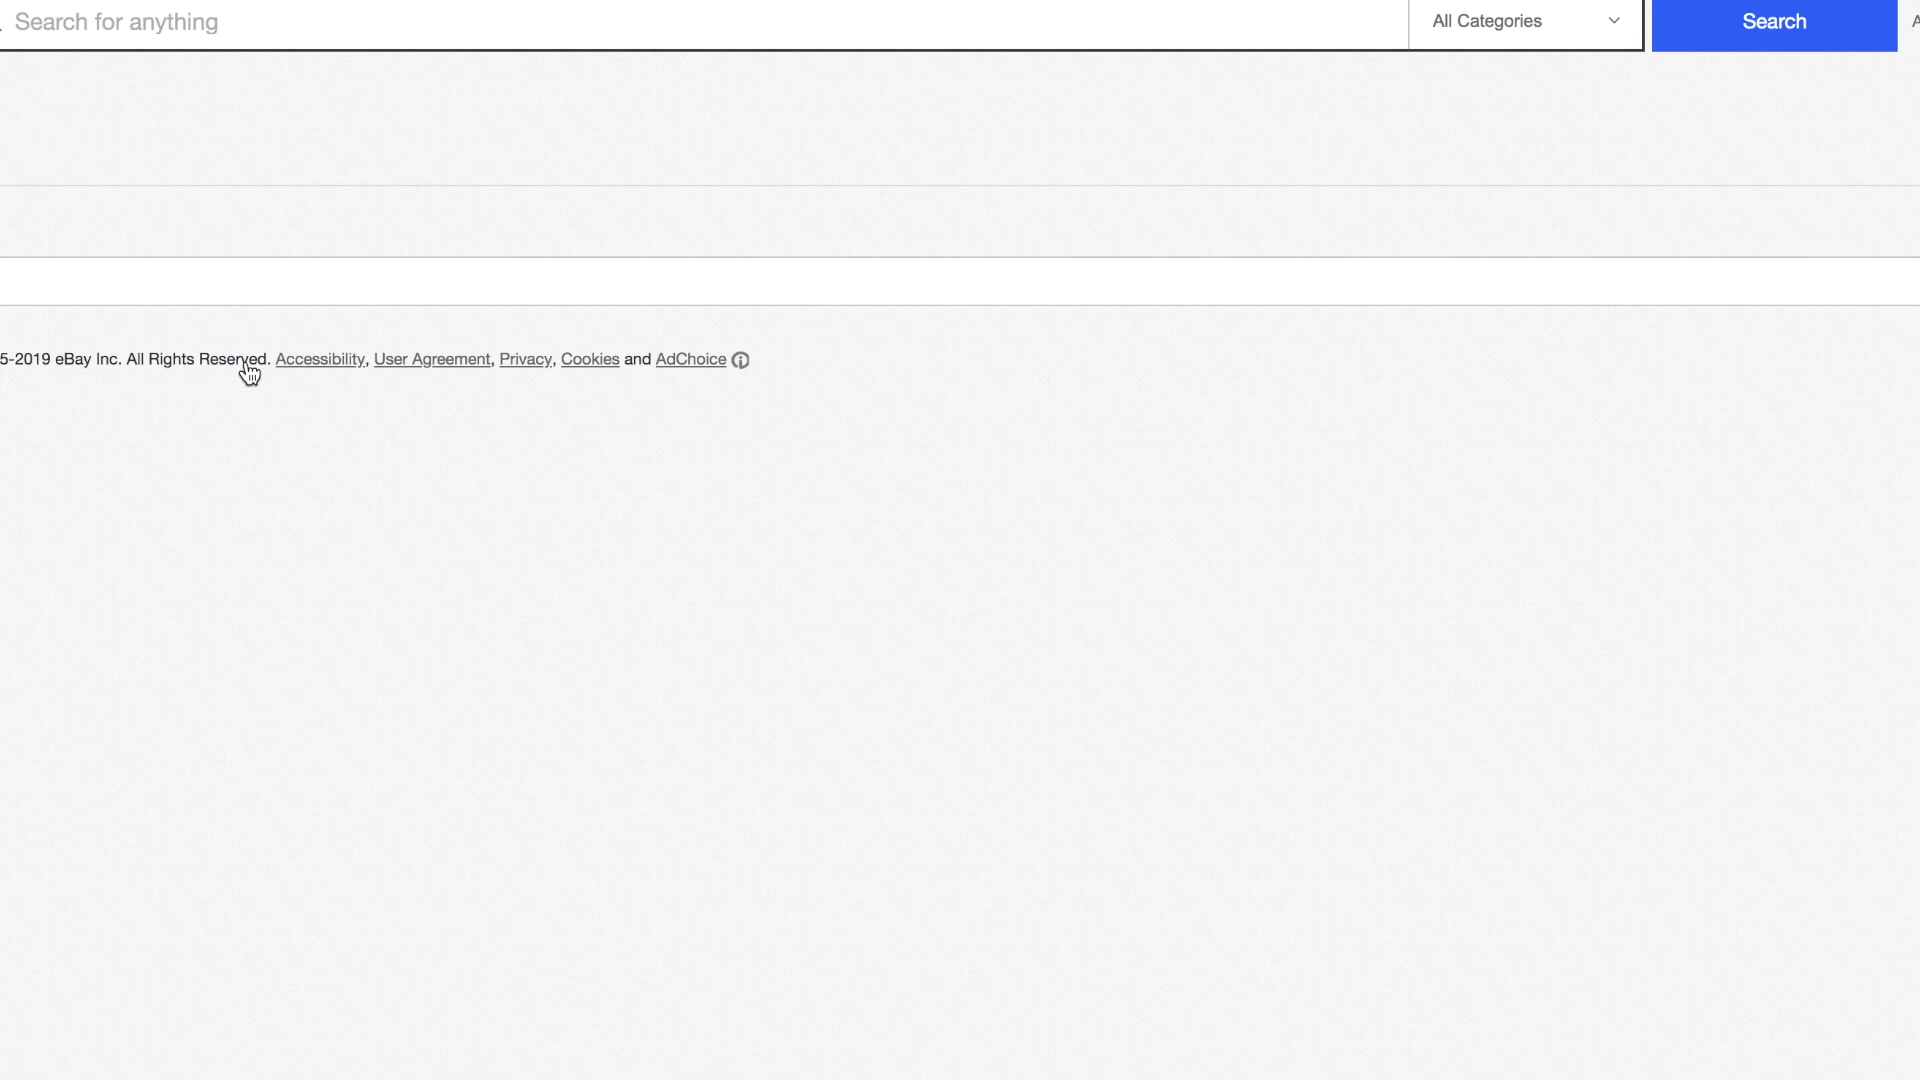 Search for anything
All Categories
Search
5-2019 eBay Inc. All Rights Reserved. Accessibility, User Agreement, Privacy, Cookies and AdChoice